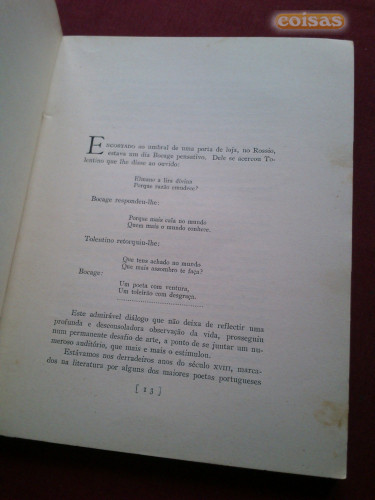 coisas
ENCOSTADO ao umbral de uma porta de loja, no Rossio,
estava um dia Bocage pensativo. Dele se acercou To-
lentino que lhe disse ao ouvido:
Elmano a lira divina
Porque razão emudece?
Bocage respondeu-lhe:
Porque mais cala no mundo
Quem mais o mundo conhece.
Tolentino retorquiu-lhe:
Que tens achado no mundo
Que mais assombro te faça?
Bocage:
Um poeta com ventura,
Um toleirão com desgraça.
Este admirável diálogo que não deixa de reflectir uma
profunda e desconsoladora observação da vida, prosseguiu
num permanente desafio de arte, a ponto de se juntar um nu-
meroso auditório, que mais e mais o estimulou.
Estávamos nos derradeiros anos do século XVIII, marca-
dos na literatura por alguns dos maiores poetas portugueses
[ 13 ]